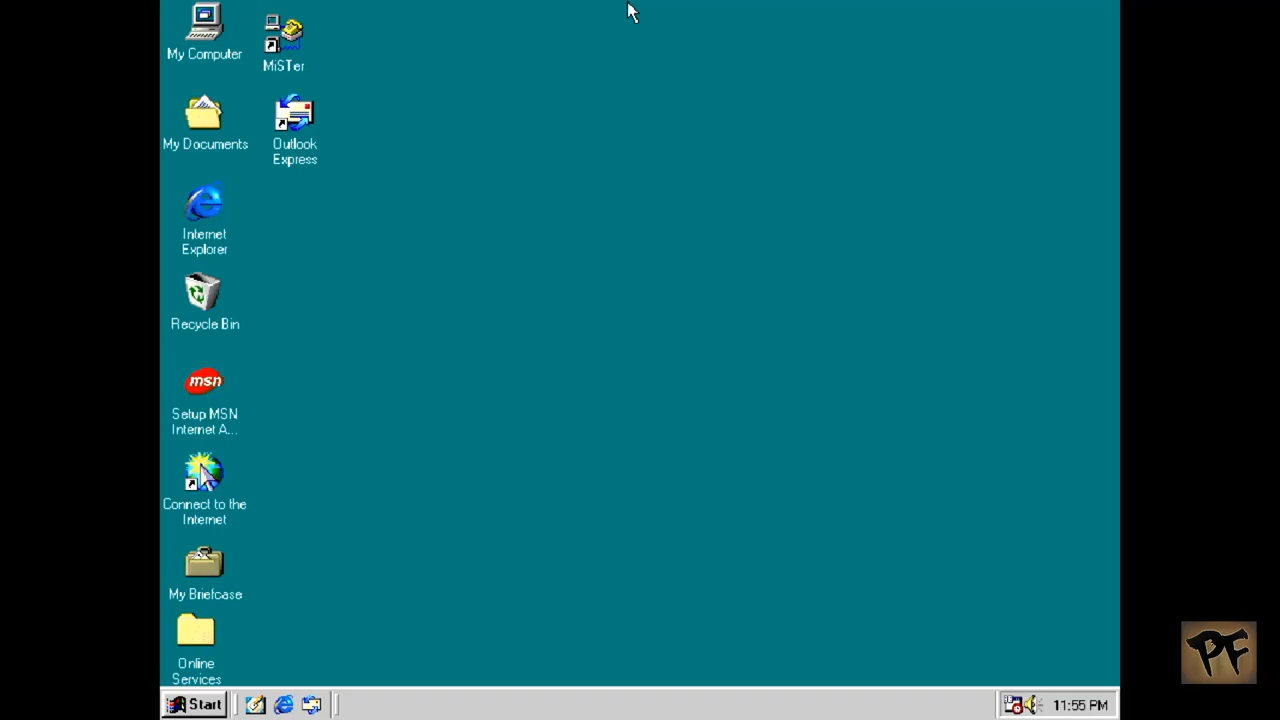 My Computer
MiSTer
My Documents
Outlook
Express
Internet
Explorer
Recycle Bin
msn
Setup MSN
Internet A...
Connect to the
Internet
My Briefcase
Online
Services
Start
11:55 PM
PF